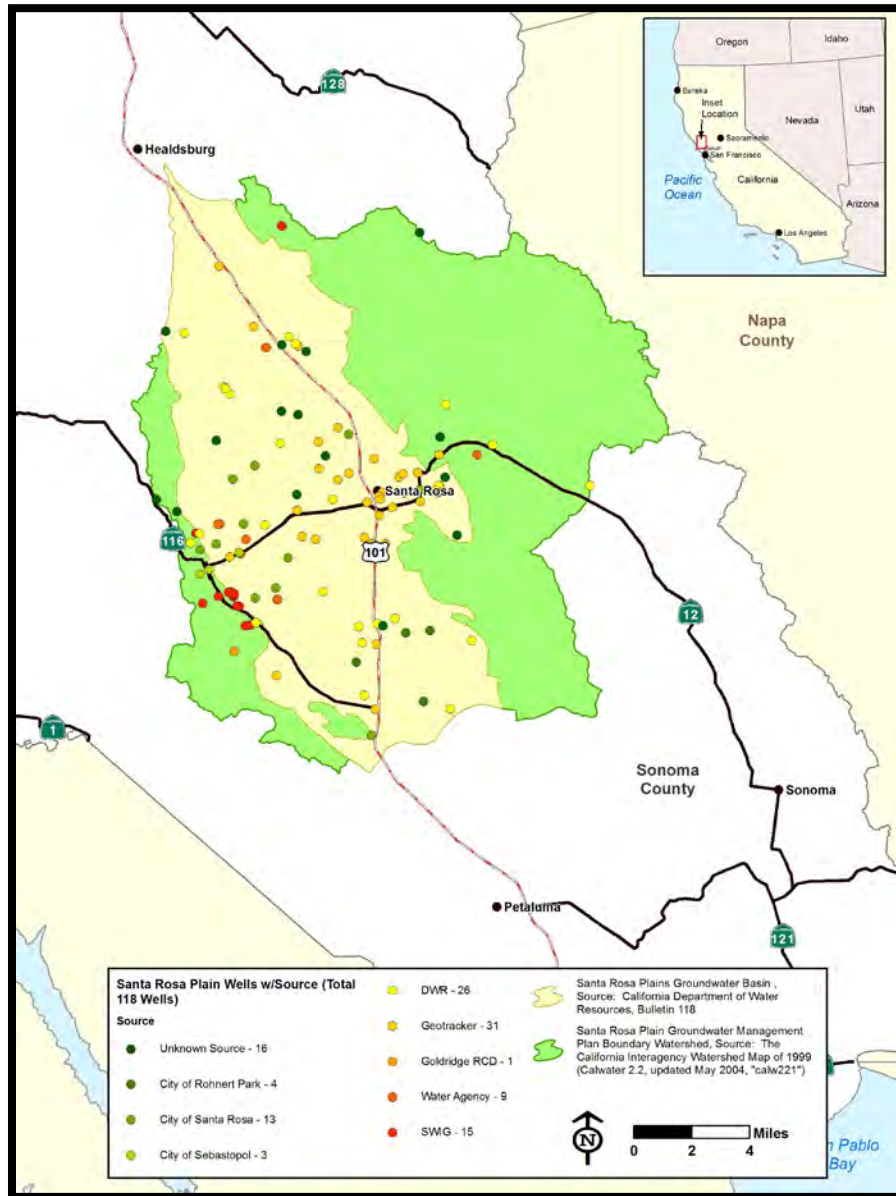 Oregon
Idaho
Eureka
Inset
Location
Nevada
Utah
Sacramento
San Francisco
California
Pacific
Ocean
Arizona
Los Angeles
128
Healdsburg
Napa
County
Santa Rosa
116
101
12
1
Sonoma
County
Sonoma
Petaluma
121
Santa Rosa Plain Wells w/Source (Total
118 Wells)
Source
Unknown Source - 16
City of Rohnert Park - 4
City of Santa Rosa - 13
City of Sebastopol - 3
DWR - 26
Geotracker - 31
Goldridge RCD - 1
Water Agency - 9
SWIG - 15
Santa Rosa Plains Groundwater Basin ,
Source: California Department of Water
Resources, Bulletin 118
Santa Rosa Plain Groundwater Management
Plan Boundary Watershed, Source: The
California Interagency Watershed Map of 1999
(Calwater 2.2, updated May 2004, "calw221")
N
Miles
0 2 4
n Pablo
Bay